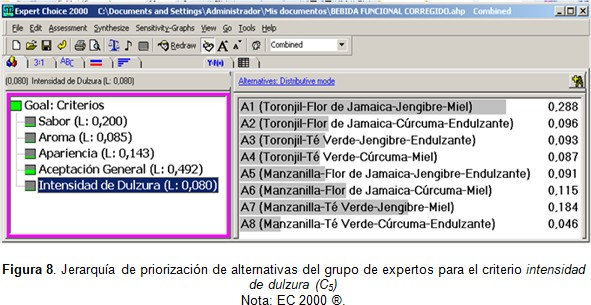 Expert Choice 2000 C:\Documents and Settings\Administrador\Mis documentos\BEBIDA FUNCIONAL CORREGIDO.ahp Combined
File Edit Assessment Synthesize Sensitivity-Graphs View Go Tools Help
Redraw Combined
3:1 ABC Y=f(x)
(0,080) Intensidad de Dulzura (L: 0,080)
Goal: Criterios
Sabor (L: 0,200)
Aroma (L: 0,085)
Apariencia (L: 0,143)
Aceptación General (L: 0,492)
Intensidad de Dulzura (L: 0,080)
Alternatives: Distributive mode
A1 (Toronjil-Flor de Jamaica-Jengibre-Miel) 0,288
A2 (Toronjil-Flor de Jamaica-Cúrcuma-Endulzante) 0,096
A3 (Toronjil-Té Verde-Jengibre-Endulzante) 0,093
A4 (Toronjil-Té Verde-Cúrcuma-Miel) 0,087
A5 (Manzanilla-Flor de Jamaica-Jengibre-Endulzante) 0,091
A6 (Manzanilla-Flor de Jamaica-Cúrcuma-Miel) 0,115
A7 (Manzanilla-Té Verde-Jengibre-Miel) 0,184
A8 (Manzanilla-Té Verde-Cúrcuma-Endulzante) 0,046
Figura 8. Jerarquía de priorización de alternativas del grupo de expertos para el criterio intensidad
de dulzura (C5)
Nota: EC 2000 ®.